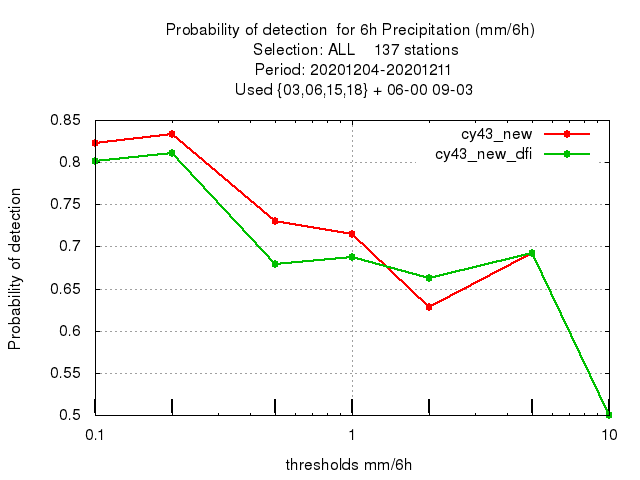 Probability of detection  for 6h Precipitation (mm/6h)
Selection: ALL    137 stations
Period: 20201204-20201211
Used {03,06,15,18} + 06-00 09-03
cy43_new
cy43_new_dfi
Probability of detection
0.85
0.8
0.75
0.7
0.65
0.6
0.55
0.5
0.1
1
10
thresholds mm/6h